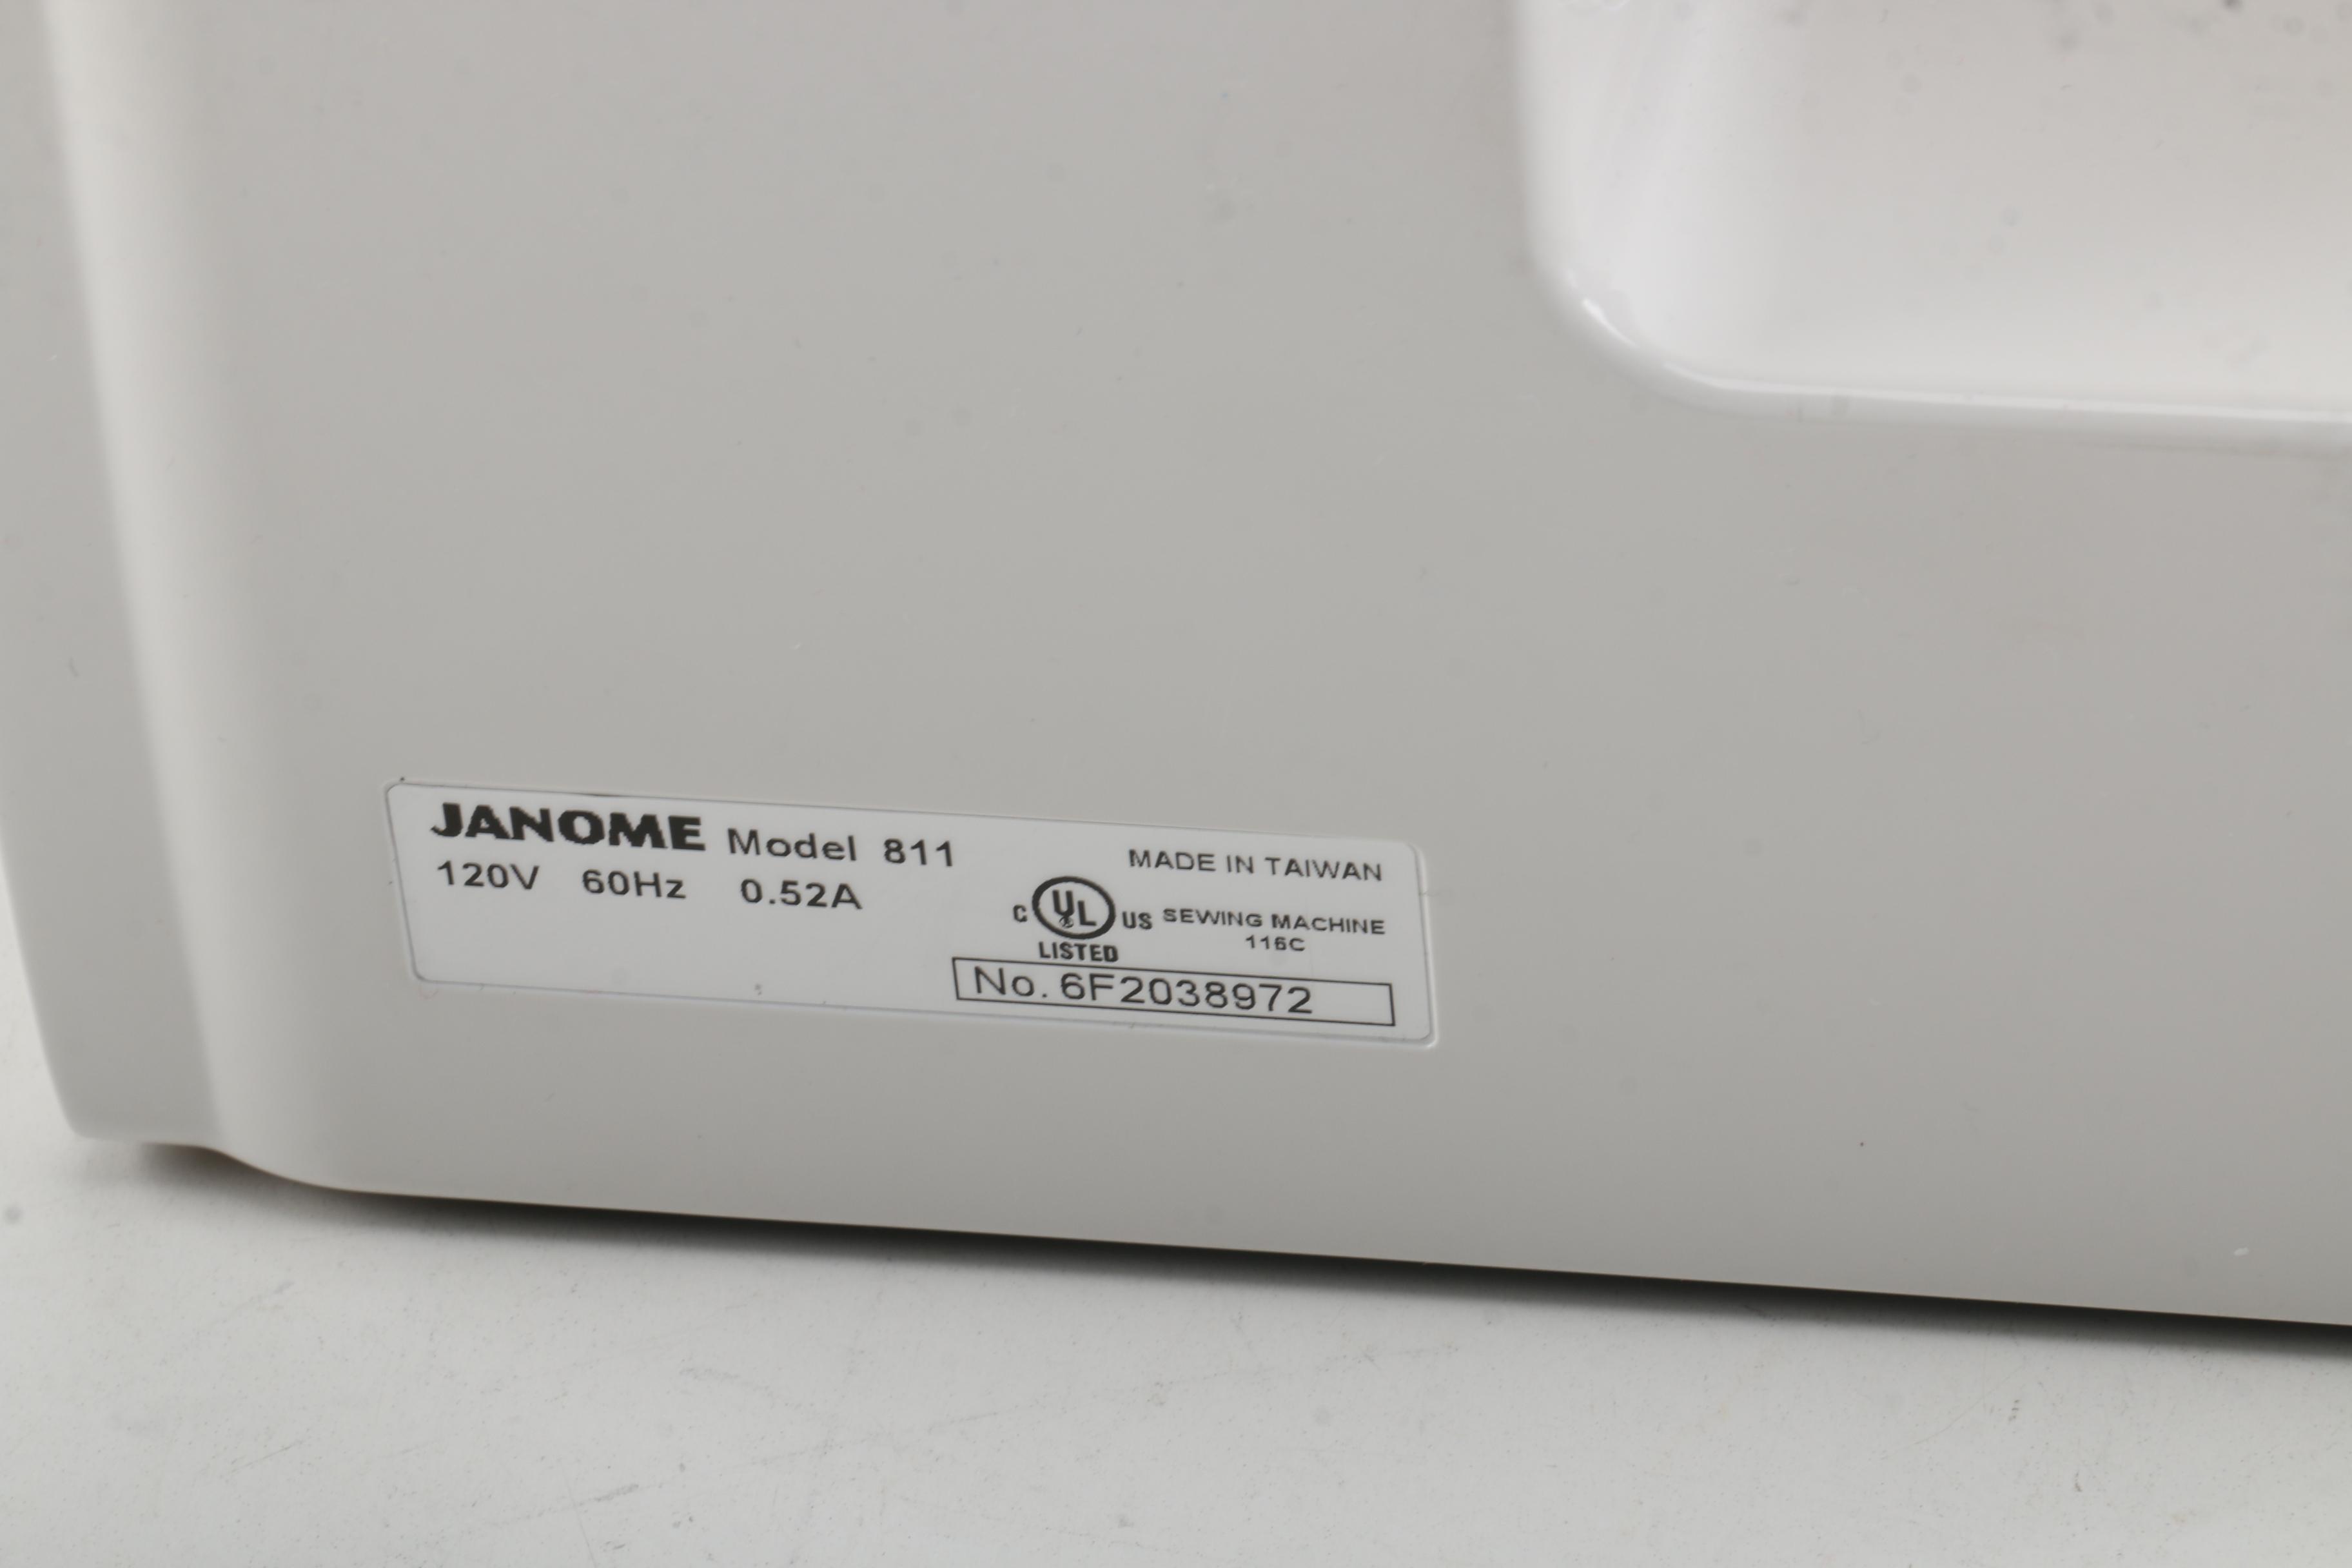 JANOME Model 811
120V 60Hz 0.52A
MADE IN TAIWAN
C UL® US
LISTED
SEWING MACHINE
116C
No. 6F2038972